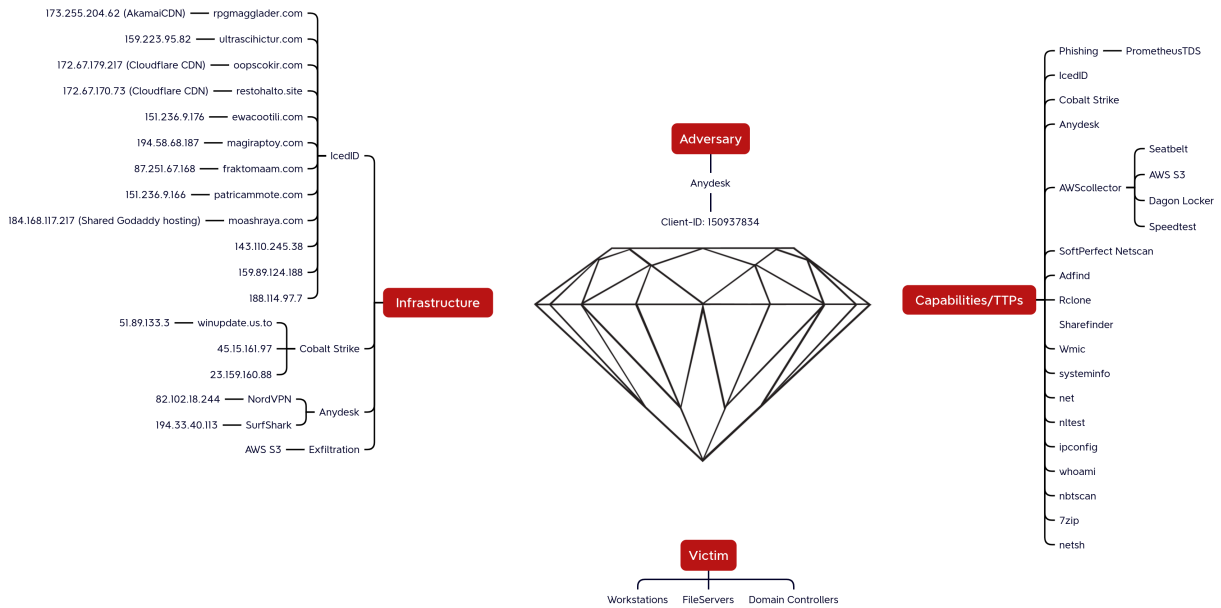 173.255.204.62 (AkamaiCDN) rpgmagglader.com
159.223.95.82 ultrascihictur.com
172.67.179.217 (Cloudflare CDN) oopscokir.com
172.67.170.73 (Cloudflare CDN) restohalto.site
151.236.9.176 ewacootili.com
194.58.68.187 magiraptoy.com
IcedID
87.251.67.168 fraktomaam.com
151.236.9.166 patricammote.com
184.168.117.217 (Shared Godaddy hosting) moashraya.com
143.110.245.38
159.89.124.188
188.114.97.7
Infrastructure
51.89.133.3 winupdate.us.to
45.15.161.97 Cobalt Strike
23.159.160.88
82.102.18.244 NordVPN
Anydesk
194.33.40.113 SurfShark
AWS S3 Exfiltration
Adversary
Anydesk
Client-ID: 150937834
Victim
Workstations FileServers Domain Controllers
Capabilities/TTPs
Phishing PrometheusTDS
IcedID
Cobalt Strike
Anydesk
AWScollector
Seatbelt
AWS S3
Dagon Locker
Speedtest
SoftPerfect Netscan
Adfind
Rclone
Sharefinder
Wmic
systeminfo
net
nltest
ipconfig
whoami
nbtscan
7zip
netsh